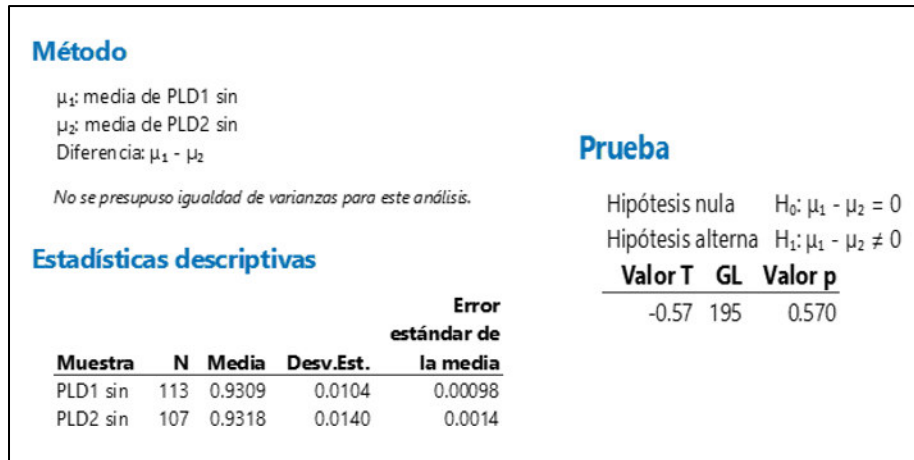 Método
μ₁: media de PLD1 sin
μ₂: media de PLD2 sin
Diferencia: μ₁ - μ₂
No se presupuso igualdad de varianzas para este análisis.
Estadísticas descriptivas
Error
estándar de
Muestra N Media Desv.Est. la media
PLD1 sin 113 0.9309 0.0104 0.00098
PLD2 sin 107 0.9318 0.0140 0.0014
Prueba
Hipótesis nula H₀: μ₁ - μ₂ = 0
Hipótesis alterna H₁: μ₁ - μ₂ ≠ 0
Valor T GL Valor p
-0.57 195 0.570